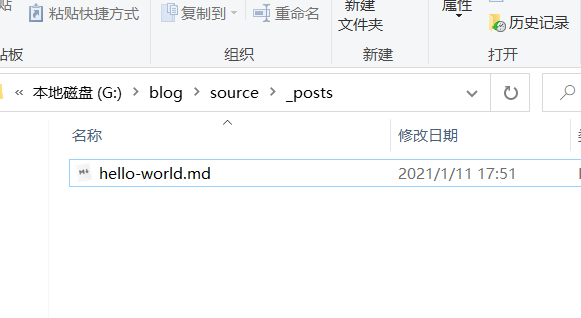 贴
粘贴快捷方式
复制到
重命名
新建
文件夹
属性
历史记录
贴板
组织
新建
打开
« 本地磁盘 (G:) › blog › source › _posts
名称
修改日期
hello-world.md
2021/1/11 17:51